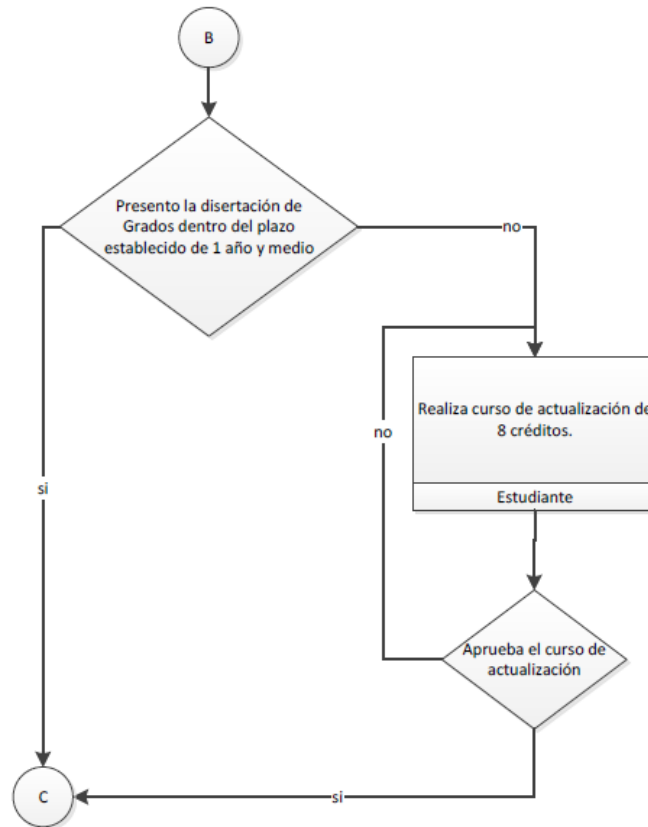 B
Presento la disertación de
Grados dentro del plazo
establecido de 1 año y medio
no
Realiza curso de actualización de
8 créditos.
no
si
Estudiante
Aprueba el curso de
actualización
C
si